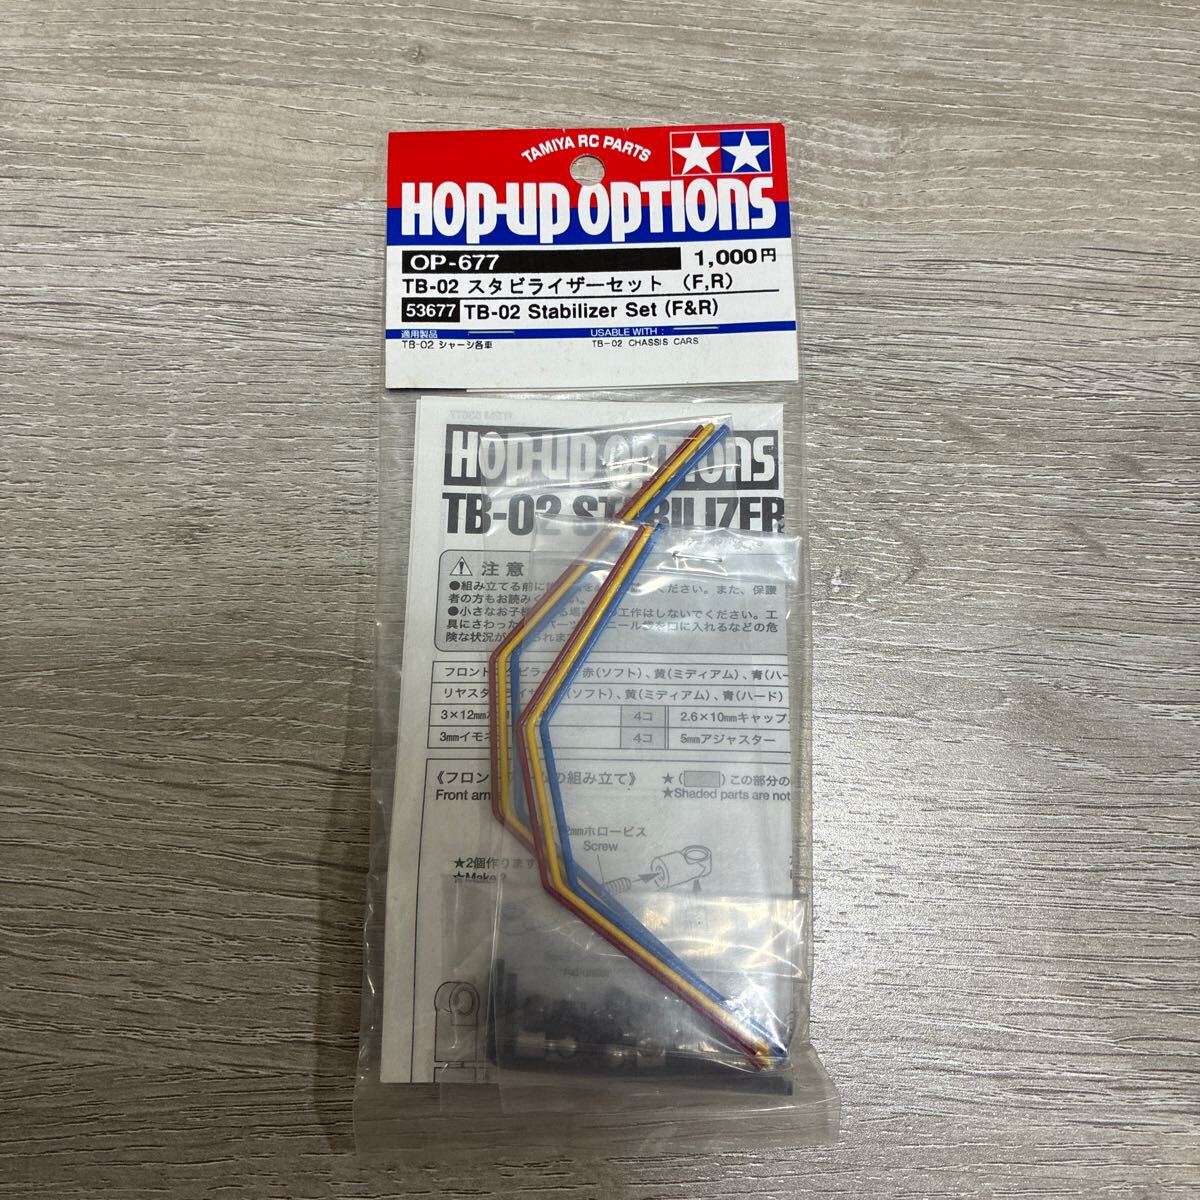 TAMIYA RC PARTS
HOP-UP OPTIONS
OP-677 1,000円
TB-02 スタビライザーセット (F,R)
53677 TB-02 Stabilizer Set (F&R)
適用製品 USABLE WITH :
TB-02 シャーシ各車 TB-02 CHASSIS CARS
HOP-UP OPTIONS
TB-02 STABILIZER
注意
●組み立てる前に
ください。また、保護
者の方もお読み
●小さなお子
工作はしないでください。工
具にさわった
口に入れるなどの危
険な状況が
フロント
赤(ソフト)、黄(ミディアム)、青(ハー
リヤスタ
(ソフト)、黄(ミディアム)、青(ハード)
3×12mm
4コ 2.6×10mmキャップ
3mmイモネ
4コ 5mmアジャスター
《フロン
の組み立て》 ★( )この部分の
Front arm
★Shaded parts are not
mmホロービス
Screw
★2個作ります
★Make 2